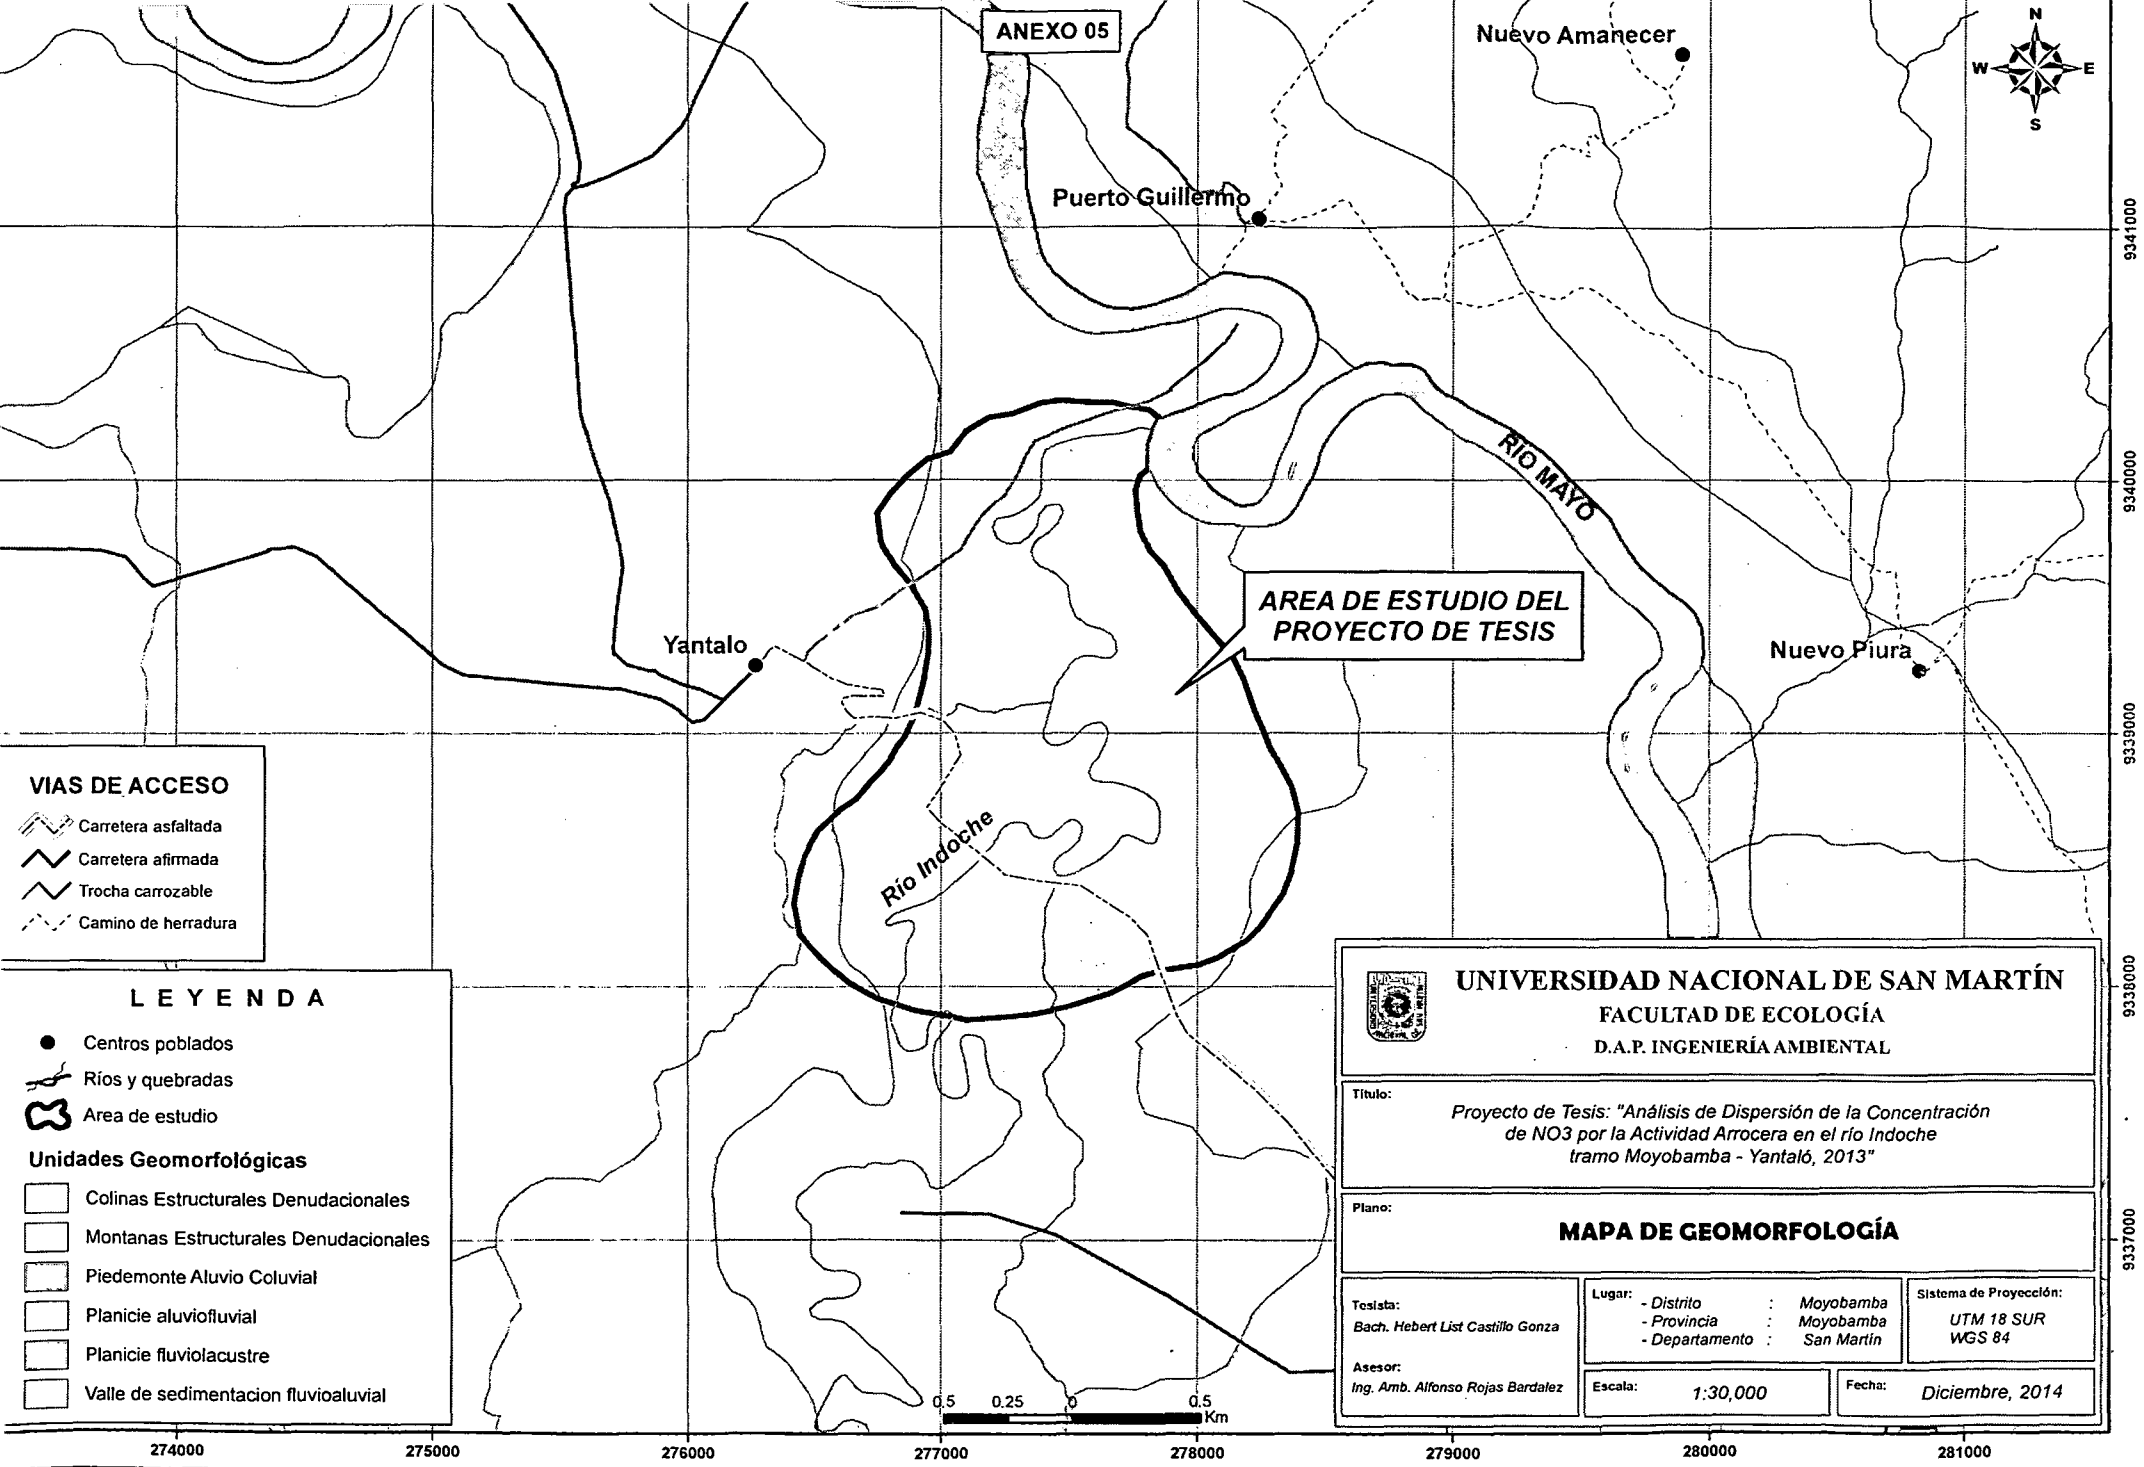 ANEXO 05
Nuevo Amanecer
N
W
E
S
Puerto Guillermo
9341000
RIO MAYO
9340000
AREA DE ESTUDIO DEL
PROYECTO DE TESIS
Yantalo
Nuevo Piura
9339000
VIAS DE ACCESO
Carretera asfaltada
Carretera afirmada
Trocha carrozable
Camino de herradura
Río Indoche
LEYENDA
Centros poblados
Ríos y quebradas
Area de estudio
Unidades Geomorfológicas
Colinas Estructurales Denudacionales
Montanas Estructurales Denudacionales
Piedemonte Aluvio Coluvial
Planicie aluviofluvial
Planicie fluviolacustre
Valle de sedimentacion fluvioaluvial
UNIVERSIDAD NACIONAL DE SAN MARTÍN
FACULTAD DE ECOLOGÍA
D.A.P. INGENIERÍA AMBIENTAL
9338000
Titulo:
Proyecto de Tesis: "Análisis de Dispersión de la Concentración
de NO3 por la Actividad Arrocera en el río Indoche
tramo Moyobamba - Yantaló, 2013"
Plano:
MAPA DE GEOMORFOLOGÍA
9337000
Tesista:
Bach. Hebert List Castillo Gonza
Asesor:
Ing. Amb. Alfonso Rojas Bardalez
Lugar:
- Distrito : Moyobamba
- Provincia : Moyobamba
- Departamento : San Martín
Sistema de Proyección:
UTM 18 SUR
WGS 84
Escala: 1:30,000
Fecha: Diciembre, 2014
0.5 0.25 0 0.5
Km
274000 275000 276000 277000 278000 279000 280000 281000